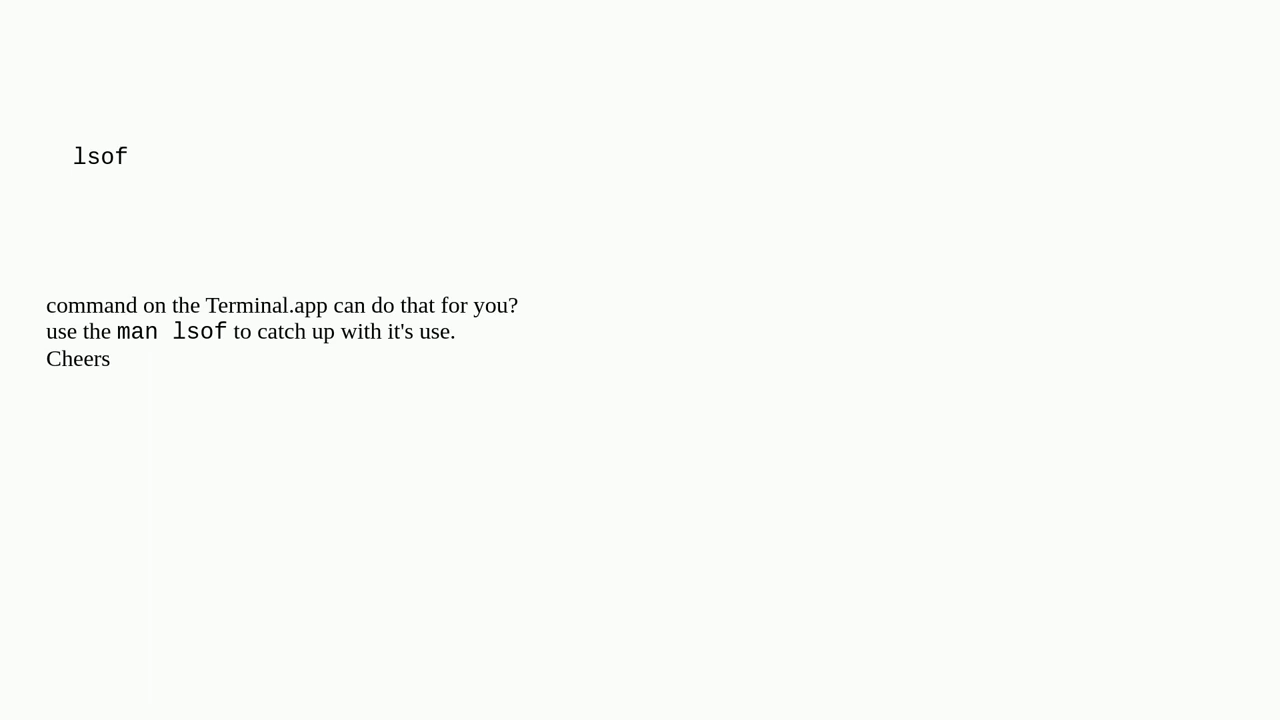 lsof
command on the Terminal.app can do that for you?
use the man lsof to catch up with it's use.
Cheers